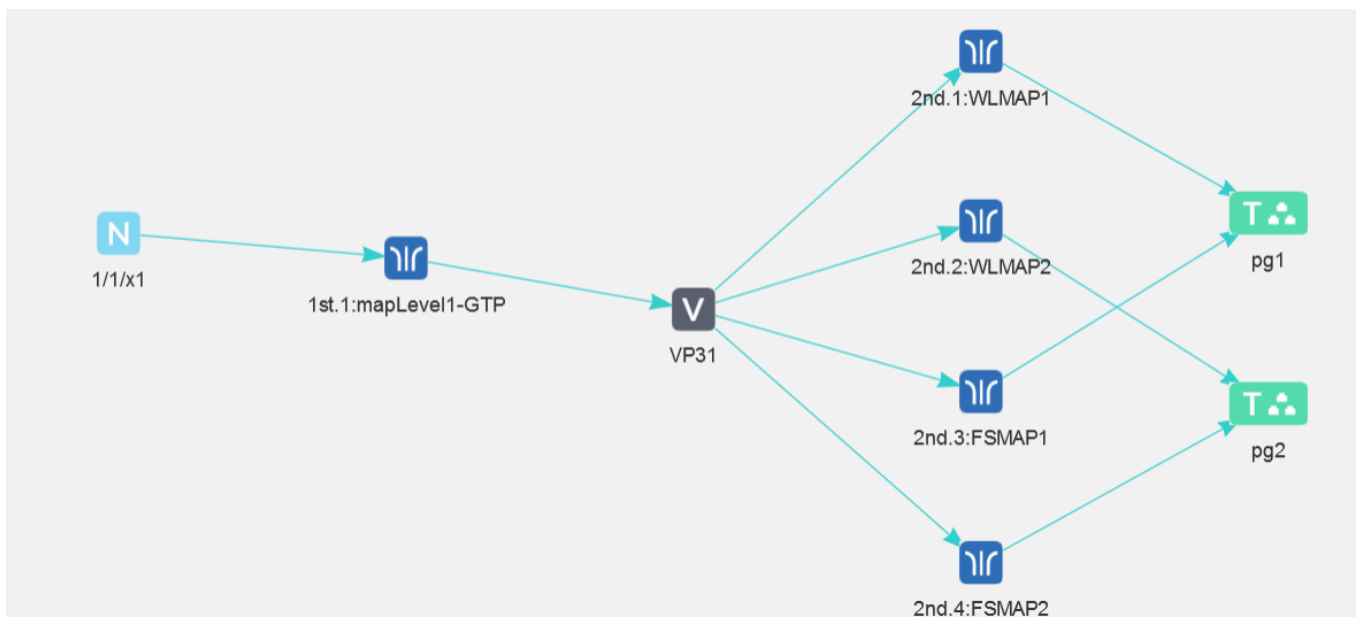 N
1/1/x1
1st.1:mapLevel1-GTP
V
VP31
2nd.1:WLMAP1
2nd.2:WLMAP2
2nd.3:FSMAP1
2nd.4:FSMAP2
T
pg1
T
pg2